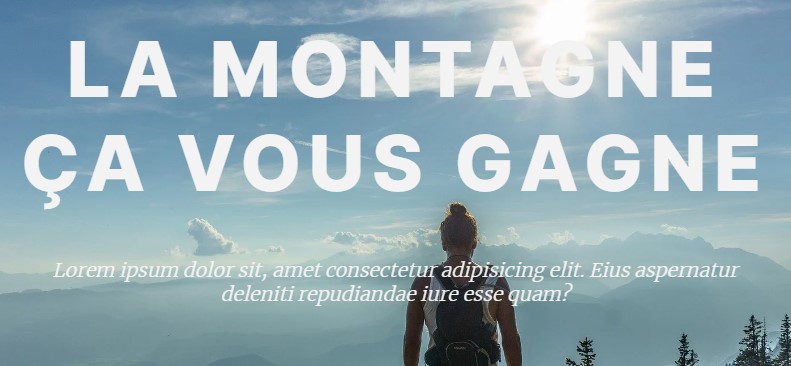 LA MONTAGNE
ÇA VOUS GAGNE
Lorem ipsum dolor sit, amet consectetur adipisicing elit. Eius aspernatur
deleniti repudiandae iure esse quam?